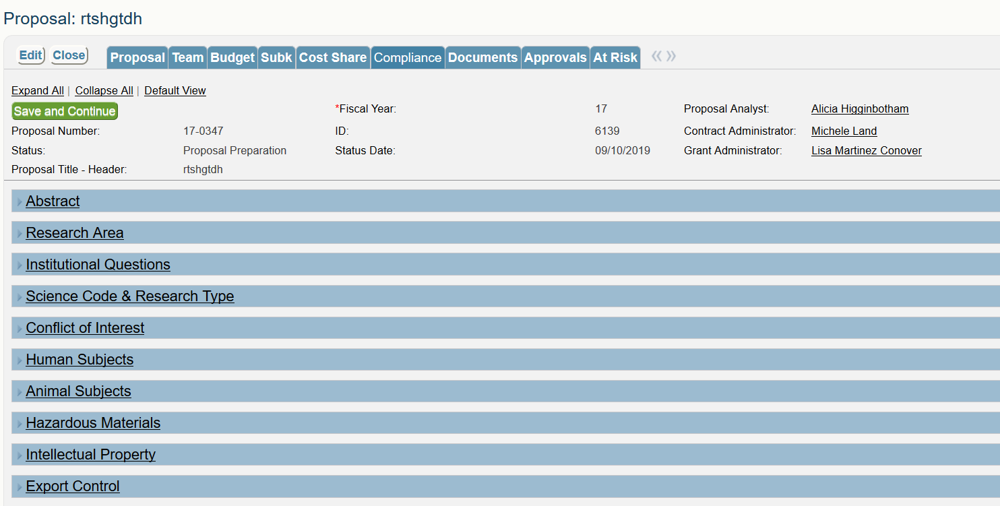 Proposal: rtshgtdh
Edit Close Proposal Team Budget Subk Cost Share Compliance Documents Approvals At Risk « »
Expand All | Collapse All | Default View
Save and Continue *Fiscal Year: 17 Proposal Analyst: Alicia Higginbotham
Proposal Number: 17-0347 ID: 6139 Contract Administrator: Michele Land
Status: Proposal Preparation Status Date: 09/10/2019 Grant Administrator: Lisa Martinez Conover
Proposal Title - Header: rtshgtdh
Abstract
Research Area
Institutional Questions
Science Code & Research Type
Conflict of Interest
Human Subjects
Animal Subjects
Hazardous Materials
Intellectual Property
Export Control